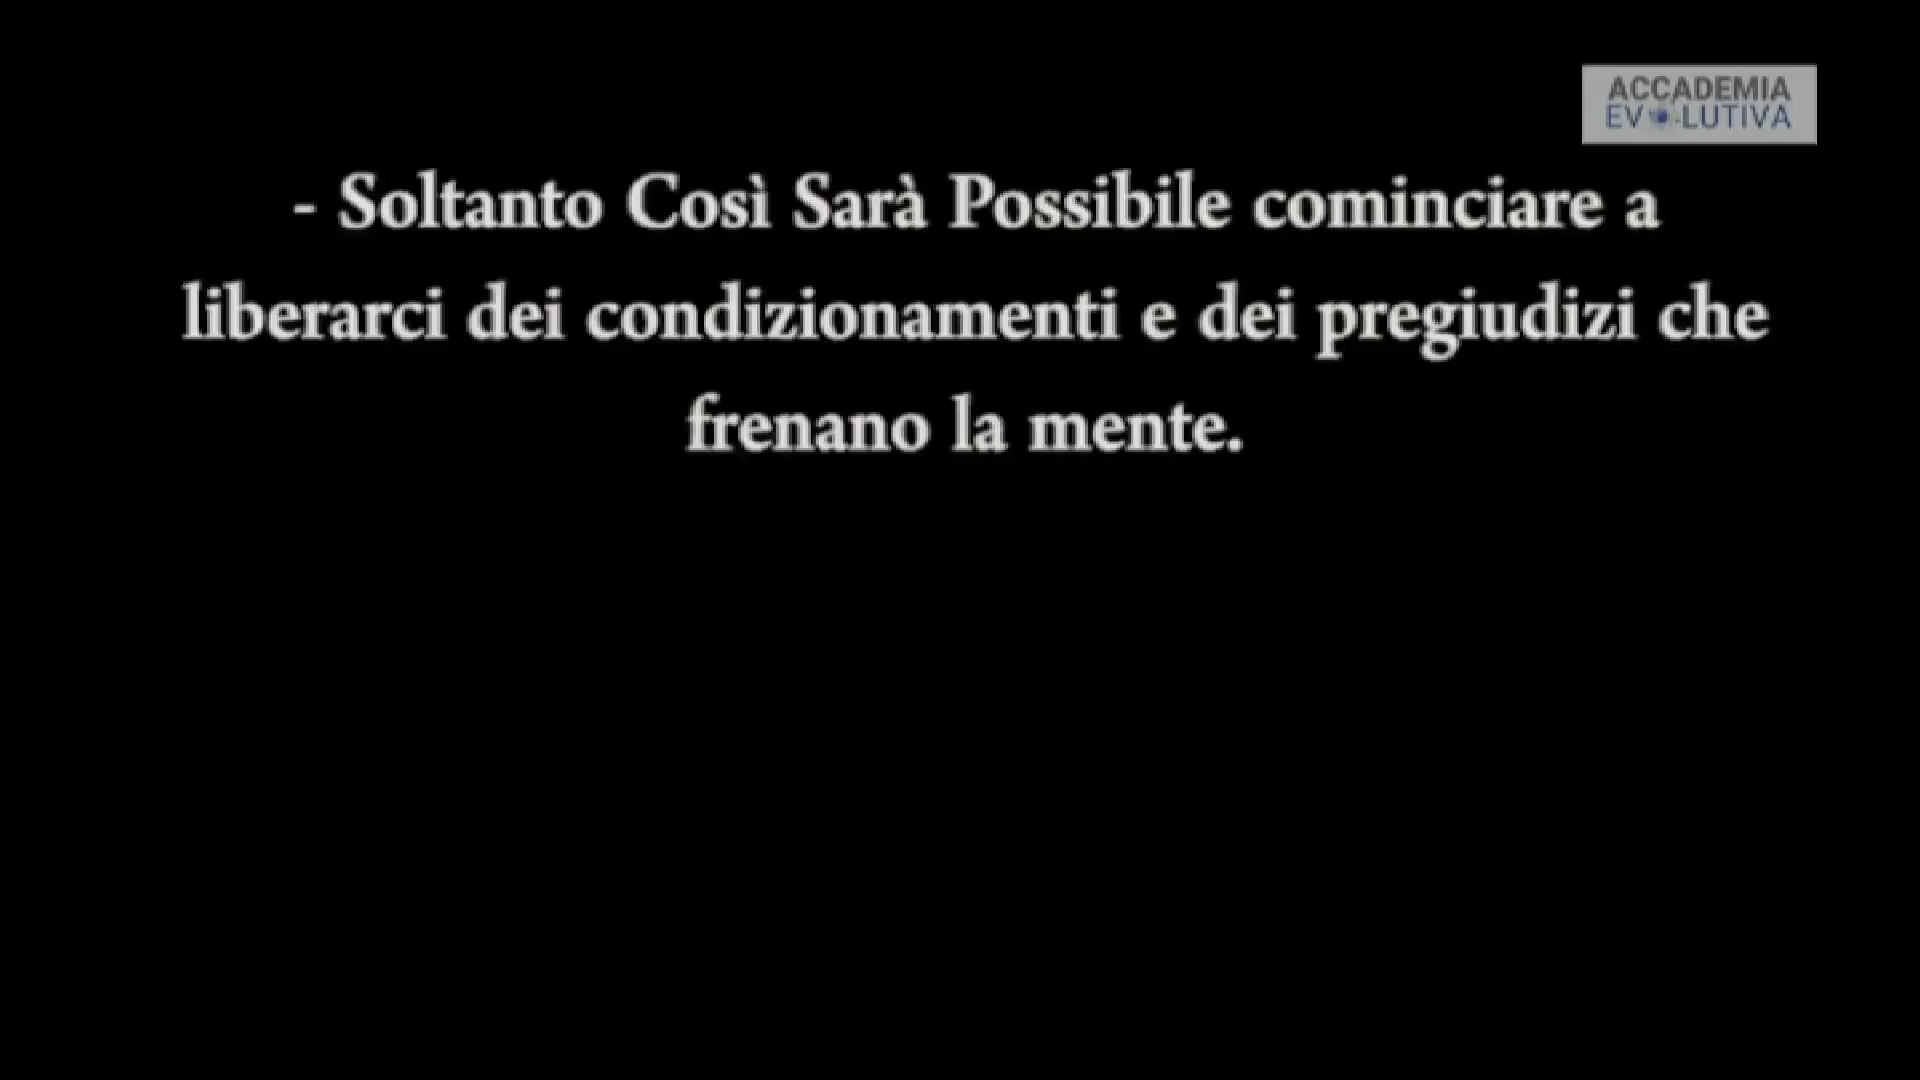 ACCADEMIA
EVOLUTIVA
- Soltanto Così Sarà Possibile cominciare a
liberarci dei condizionamenti e dei pregiudizi che
frenano la mente.